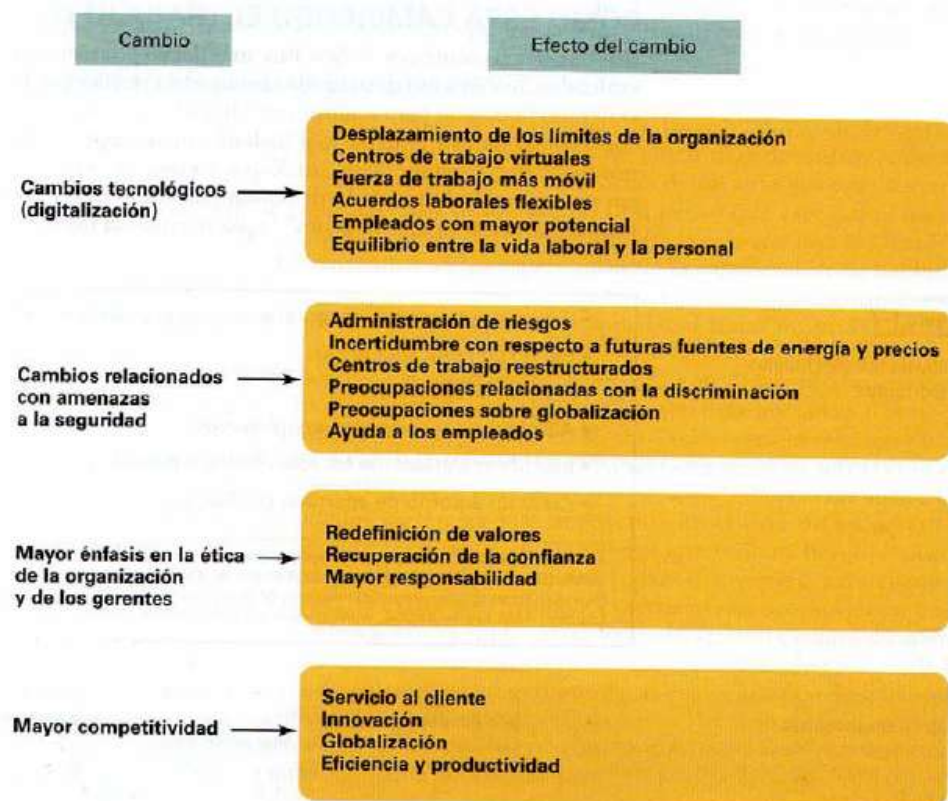 Cambio
Efecto del cambio
Cambios tecnológicos
(digitalización)
Desplazamiento de los límites de la organización
Centros de trabajo virtuales
Fuerza de trabajo más móvil
Acuerdos laborales flexibles
Empleados con mayor potencial
Equilibrio entre la vida laboral y la personal
Cambios relacionados
con amenazas
a la seguridad
Administración de riesgos
Incertidumbre con respecto a futuras fuentes de energía y precios
Centros de trabajo reestructurados
Preocupaciones relacionadas con la discriminación
Preocupaciones sobre globalización
Ayuda a los empleados
Mayor énfasis en la ética
de la organización
y de los gerentes
Redefinición de valores
Recuperación de la confianza
Mayor responsabilidad
Mayor competitividad
Servicio al cliente
Innovación
Globalización
Eficiencia y productividad